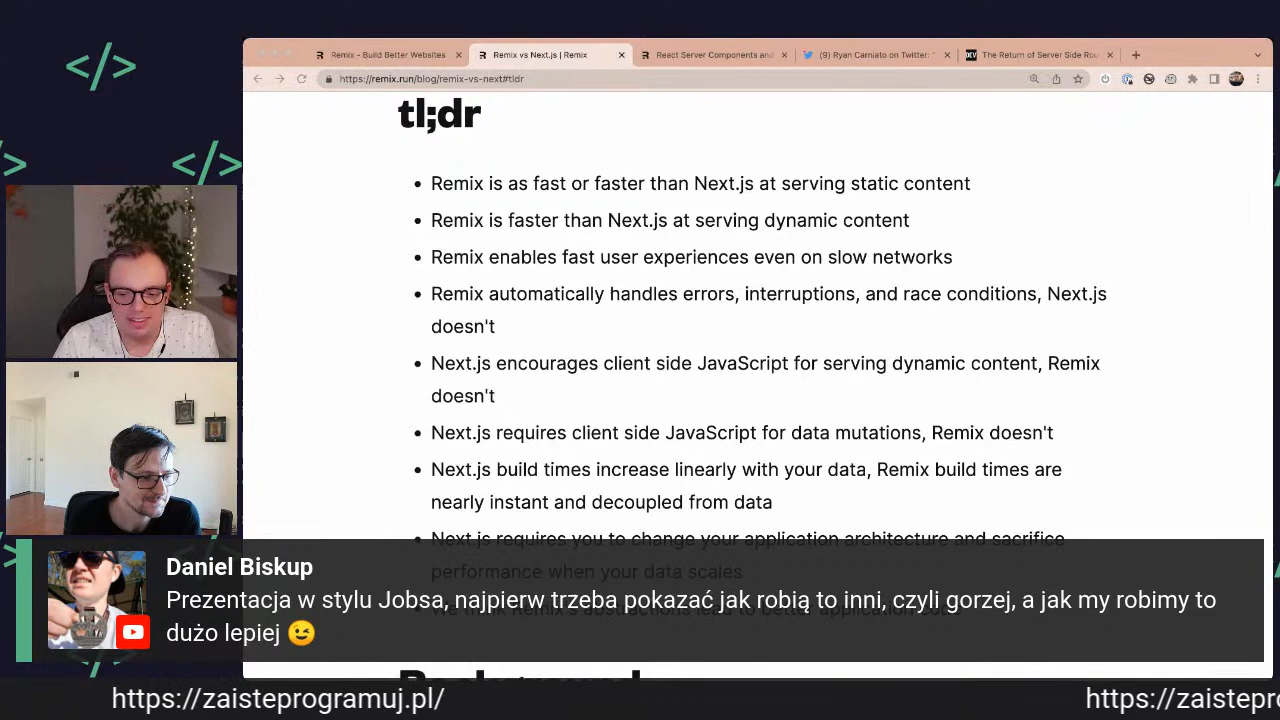 </>
</>
</>
Remix - Build Better Websites
Remix vs Next.js | Remix
React Server Components and
(9) Ryan Carniato on Twitter: "
DEV The Return of Server Side Rou
https://remix.run/blog/remix-vs-next#tldr
tl;dr
• Remix is as fast or faster than Next.js at serving static content
• Remix is faster than Next.js at serving dynamic content
• Remix enables fast user experiences even on slow networks
• Remix automatically handles errors, interruptions, and race conditions, Next.js
doesn't
• Next.js encourages client side JavaScript for serving dynamic content, Remix
doesn't
• Next.js requires client side JavaScript for data mutations, Remix doesn't
• Next.js build times increase linearly with your data, Remix build times are
nearly instant and decoupled from data
• Next.js requires you to change your application architecture and sacrifice
performance when your data scales
Daniel Biskup
Prezentacja w stylu Jobsa, najpierw trzeba pokazać jak robią to inni, czyli gorzej, a jak my robimy to
dużo lepiej 😉
https://zaisteprogramuj.pl/
https://zaistepro